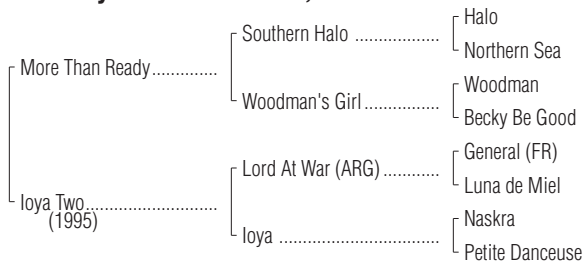 Halo
Southern Halo ....................
Northern Sea
More Than Ready...............
Woodman
Woodman's Girl..................
Becky Be Good
General (FR)
Lord At War (ARG) .............
Luna de Miel
Ioya Two..............................
(1995)
Naskra
Ioya .....................................
Petite Danceuse